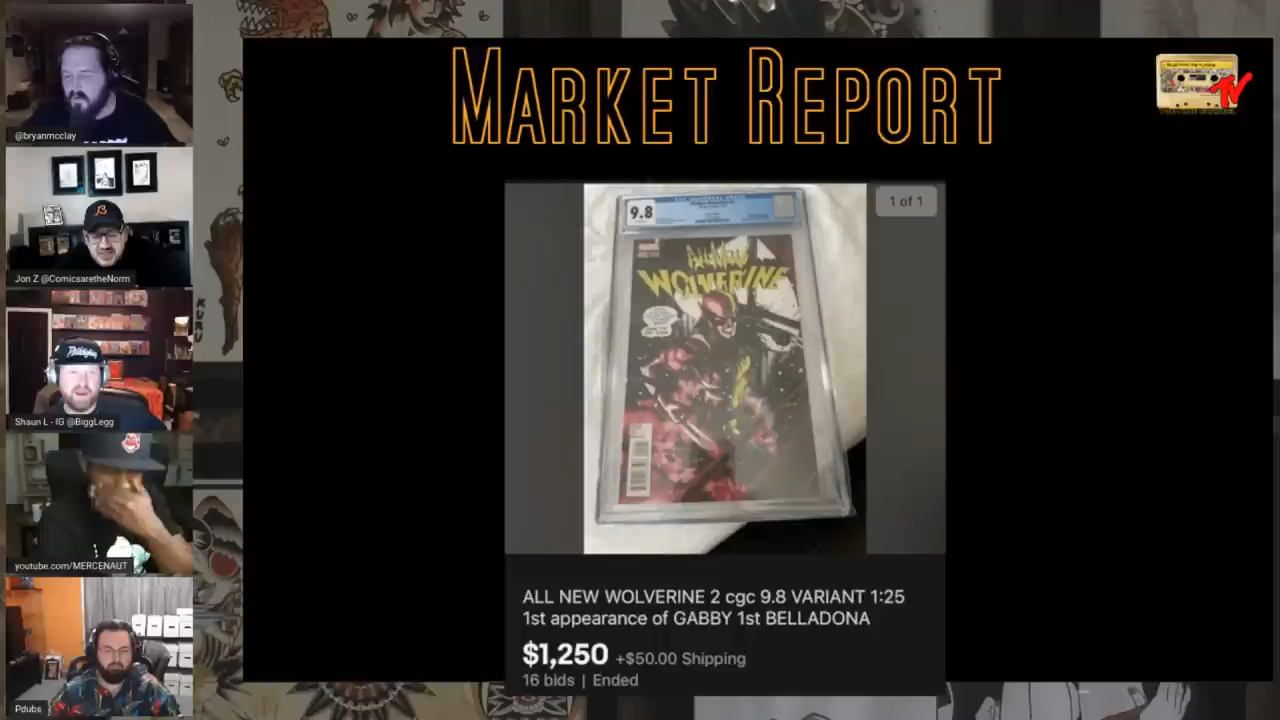 MARKET REPORT
TV
@bryanmcclay
B
Jon Z @ComicsaretheNorm
Shaun L - IG @BiggLegg
youtube.com/MERCENAUT
Pdubs
1 of 1
9.8
ALL-NEW
WOLVERINE
ALL NEW WOLVERINE 2 cgc 9.8 VARIANT 1:25
1st appearance of GABBY 1st BELLADONA
$1,250 +$50.00 Shipping
16 bids | Ended